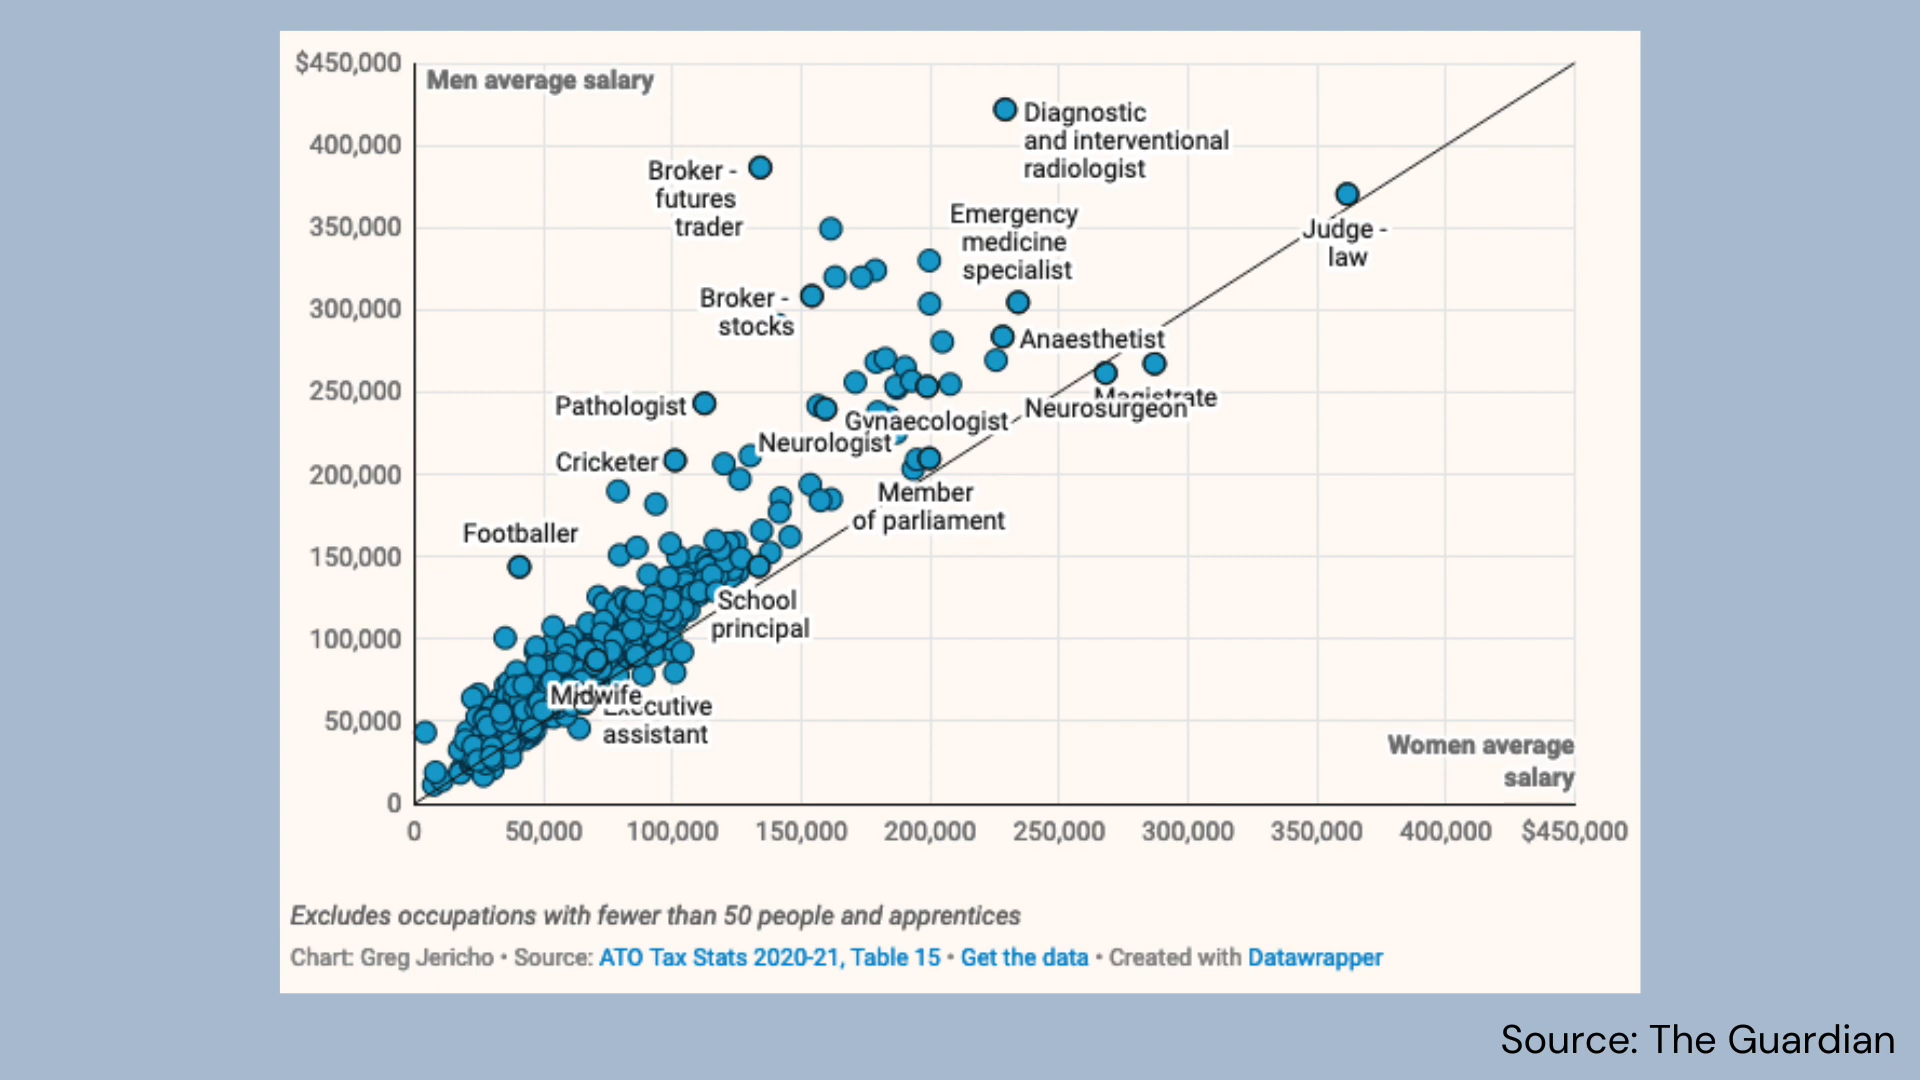 $450,000
Men average salary
400,000
350,000
300,000
250,000
200,000
150,000
100,000
50,000
0
Diagnostic
and interventional
radiologist
Broker -
futures
trader
Emergency
medicine
specialist
Judge -
law
Broker -
stocks
Anaesthetist
Magistrate
Neurosurgeon
Pathologist
Gynaecologist
Neurologist
Cricketer
Member
of parliament
Footballer
School
principal
Midwife
Executive
assistant
Women average
salary
0
50,000
100,000
150,000
200,000
250,000
300,000
350,000
400,000
$450,000
Excludes occupations with fewer than 50 people and apprentices
Chart: Greg Jericho • Source: ATO Tax Stats 2020-21, Table 15 • Get the data • Created with Datawrapper
Source: The Guardian